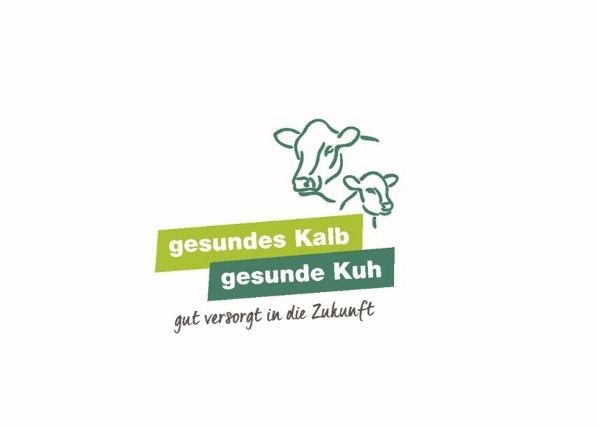 gesundes Kalb
gesunde Kuh
gut versorgt in die Zukunft